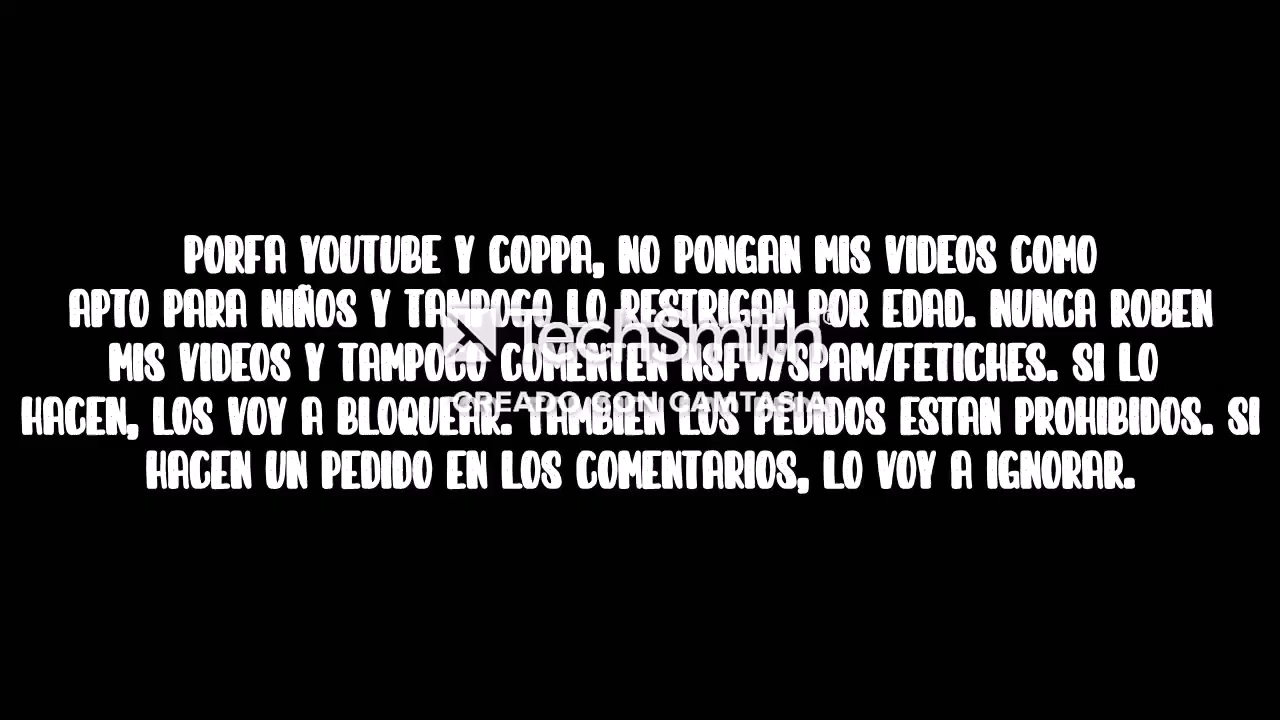 PORFA YOUTUBE Y COPPA, NO PONGAN MIS VIDEOS COMO
APTO PARA NIÑOS Y TAMPOCO LO RESTRIGAN POR EDAD. NUNCA ROBEN
TechSmith®
MIS VIDEOS Y TAMPOCO COMENTEN NSFW/SPAM/FETICHES. SI LO
CREADO CON CAMTASIA
HACEN, LOS VOY A BLOQUEAR. TAMBIEN LOS PEDIDOS ESTAN PROHIBIDOS. SI
HACEN UN PEDIDO EN LOS COMENTARIOS, LO VOY A IGNORAR.